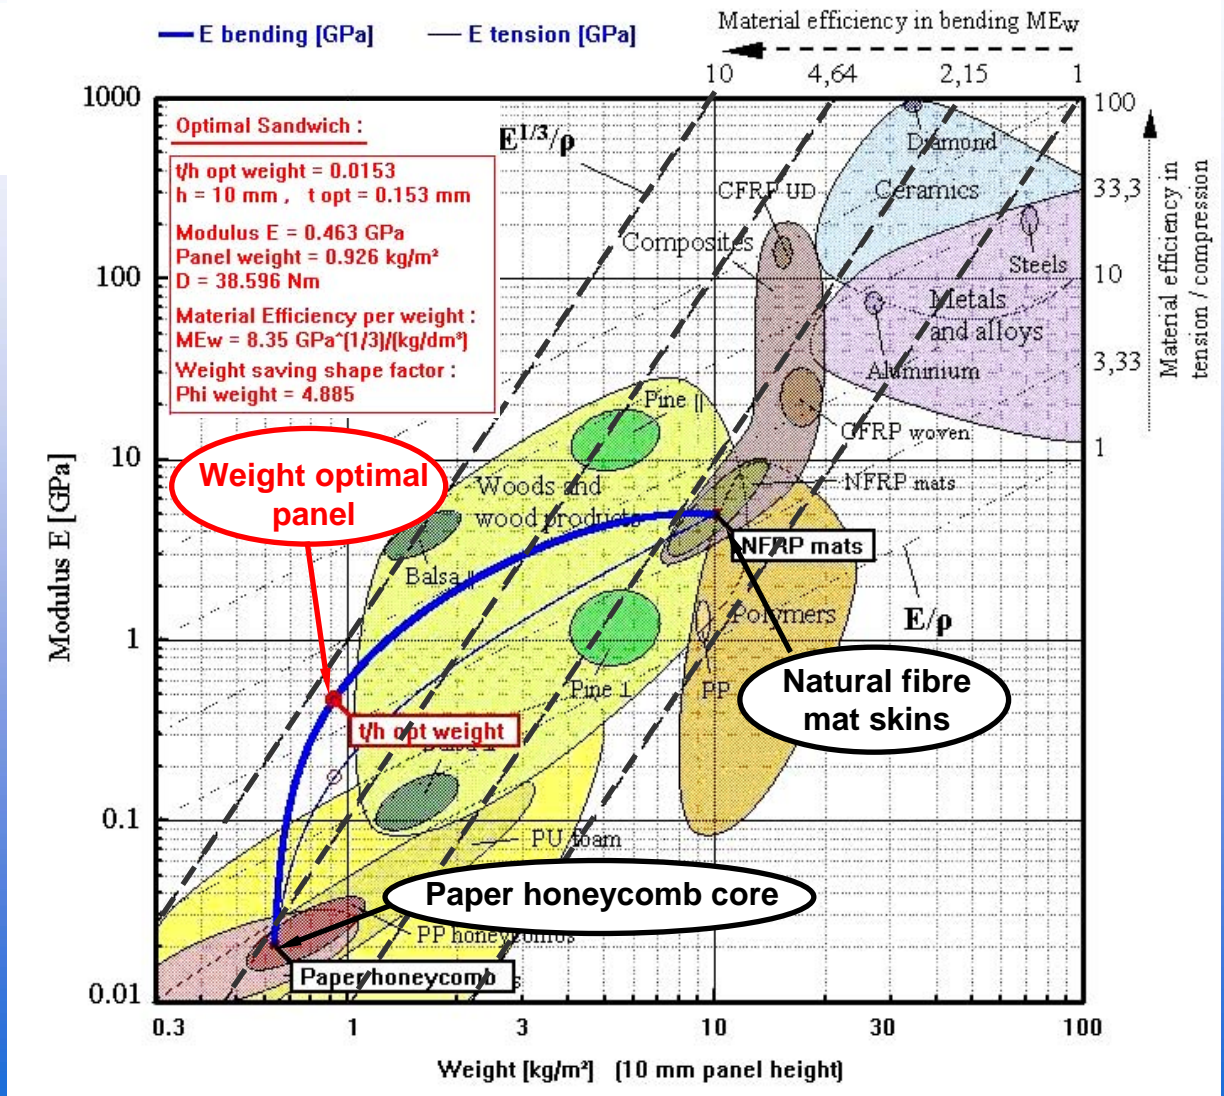 E bending [GPa]
E tension [GPa]
Material efficiency in bending MEw
10
4,64
2,15
1
1000
100
10
1
0.1
0.01
Modulus E [GPa]
Optimal Sandwich :
t/h opt weight = 0.0153
h = 10 mm , t opt = 0.153 mm
Modulus E = 0.463 GPa
Panel weight = 0.926 kg/m²
D = 38.596 Nm
Material Efficiency per weight :
MEw = 8.35 GPa^(1/3)/(kg/dm³)
Weight saving shape factor :
Phi weight = 4.885
E^1/3/ρ
Diamond
CFRP UD
Ceramics
Composites
Steels
Metals
and alloys
Aluminium
Pine ||
GFRP woven
Weight optimal
panel
Woods and
wood products
NFRP mats
NFRP mats
Balsa ||
Polymers
E/ρ
Pine ⊥
PP
Natural fibre
mat skins
t/h opt weight
PU foam
Paper honeycomb core
PP honeycombs
Paper honeycomb
100
33,3
10
3,33
1
Material efficiency in
tension / compression
0.3
1
3
10
30
100
Weight [kg/m²] (10 mm panel height)